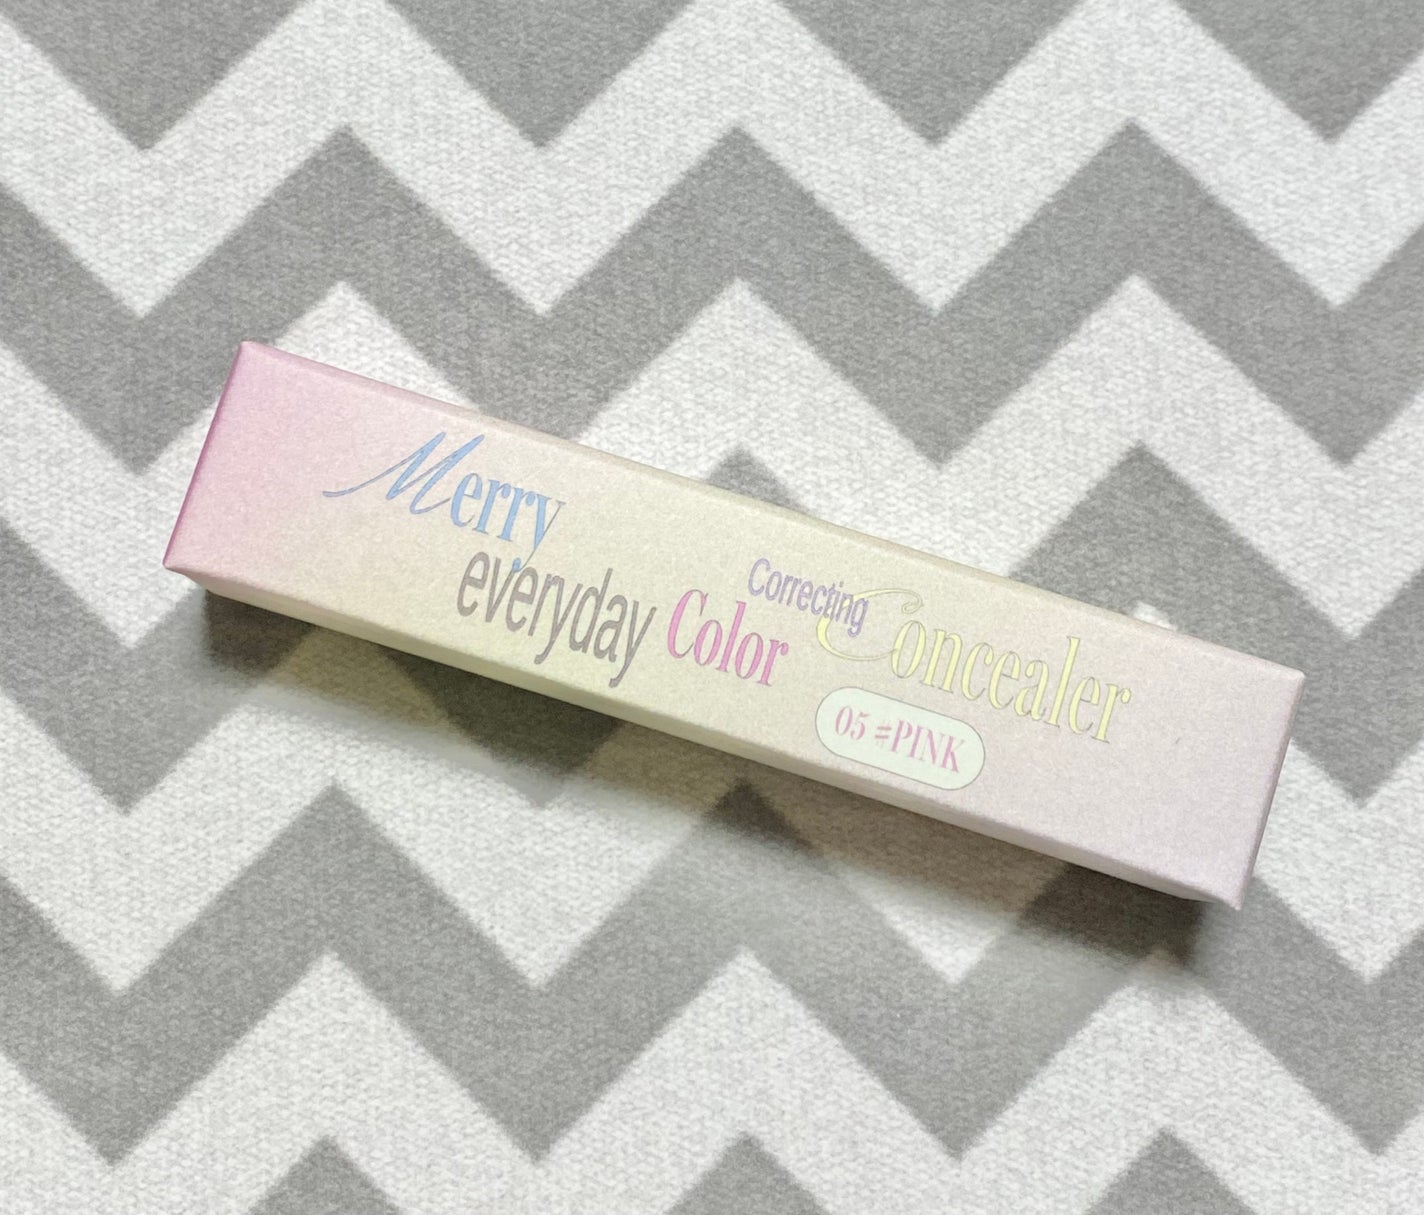 Merry
everyday Color
Correcting
Concealer
05 #PINK